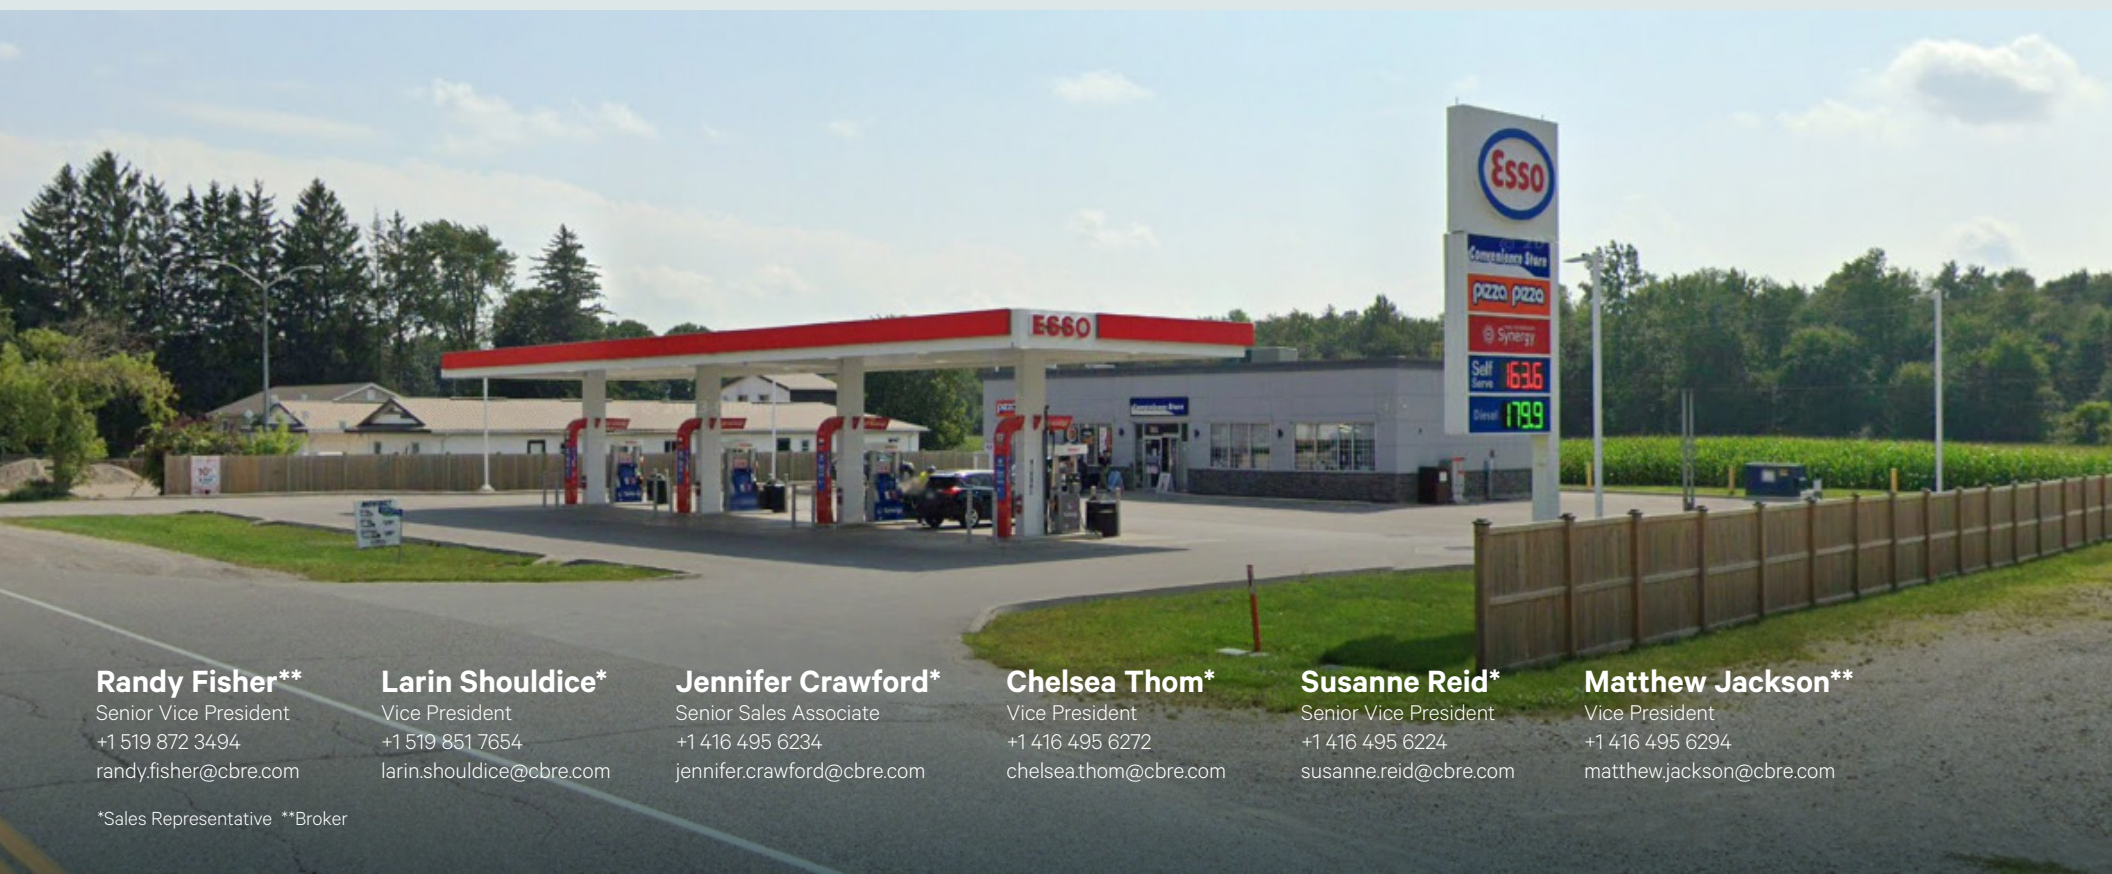 Esso
Convenience Store
pizza pizza
Synergy
Self
Serve
163.6
Diesel
179.9
ESSO
Convenience Store
Randy Fisher**
Senior Vice President
+1 519 872 3494
randy.fisher@cbre.com
Larin Shouldice*
Vice President
+1 519 851 7654
larin.shouldice@cbre.com
Jennifer Crawford*
Senior Sales Associate
+1 416 495 6234
jennifer.crawford@cbre.com
Chelsea Thom*
Vice President
+1 416 495 6272
chelsea.thom@cbre.com
Susanne Reid*
Senior Vice President
+1 416 495 6224
susanne.reid@cbre.com
Matthew Jackson**
Vice President
+1 416 495 6294
matthew.jackson@cbre.com
*Sales Representative **Broker